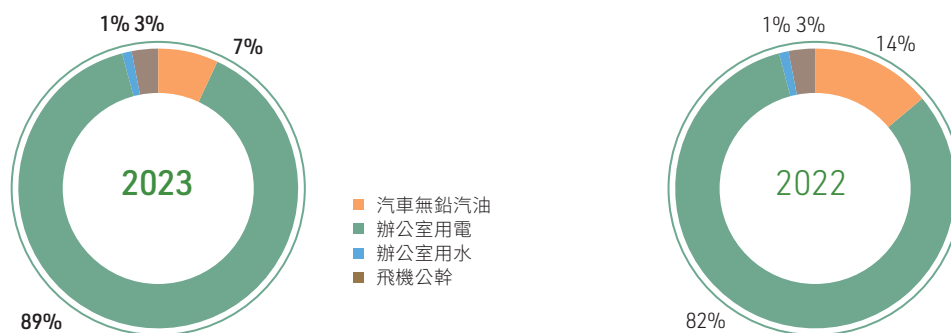 1% 3%
7%
2023
89%
汽車無鉛汽油
辦公室用電
辦公室用水
飛機公幹
1% 3%
14%
2022
82%